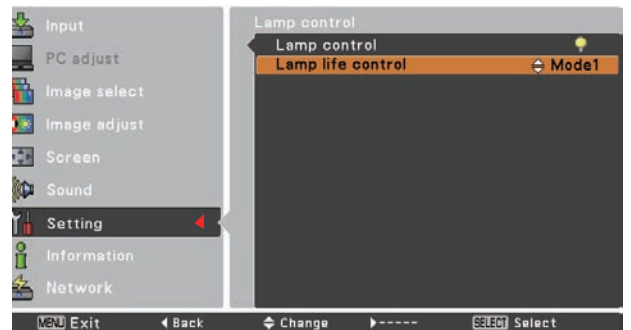 Input
PC adjust
Image select
Image adjust
Screen
Sound
Setting
Information
Network
Lamp control
Lamp control
Lamp life control Mode1
MENU Exit Back Change ----- SELECT Select